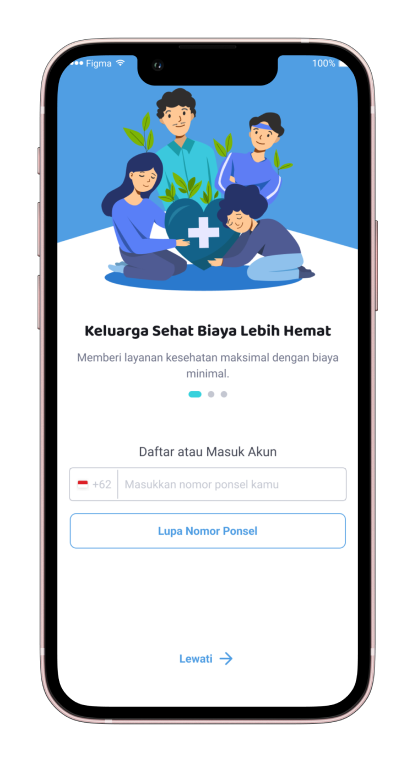 Figma
100%
Keluarga Sehat Biaya Lebih Hemat
Memberi layanan kesehatan maksimal dengan biaya
minimal.
Daftar atau Masuk Akun
+62 Masukkan nomor ponsel kamu
Lupa Nomor Ponsel
Lewati